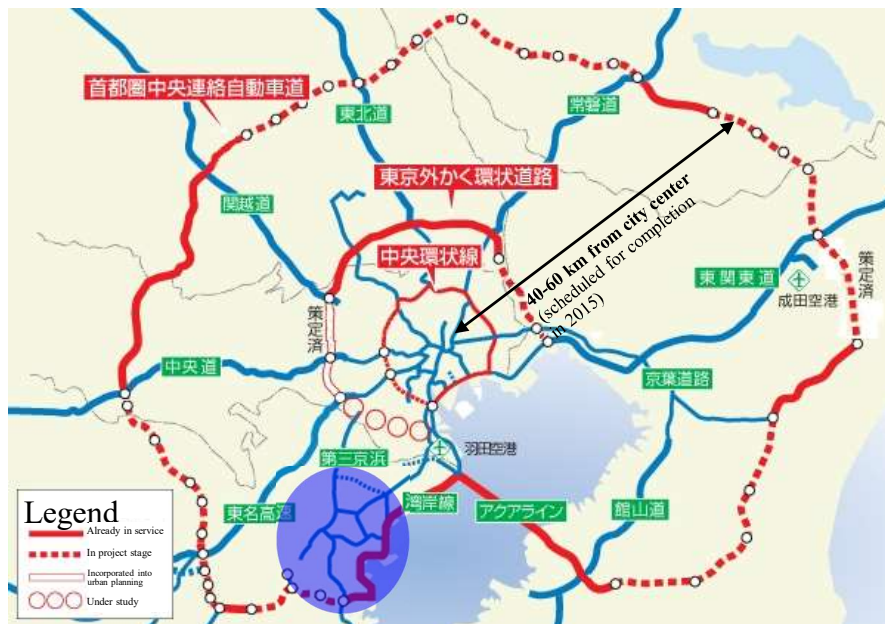 首都圏中央連絡自動車道
東北道
常磐道
東京外かく環状道路
関越道
中央環状線
40-60 km from city center
(scheduled for completion
in 2015)
東関東道
成田空港
策定済
策定済
中央道
京葉道路
羽田空港
第三京浜
湾岸線
アクアライン
館山道
東名高速
Legend
Already in service
In project stage
Incorporated into
urban planning
Under study